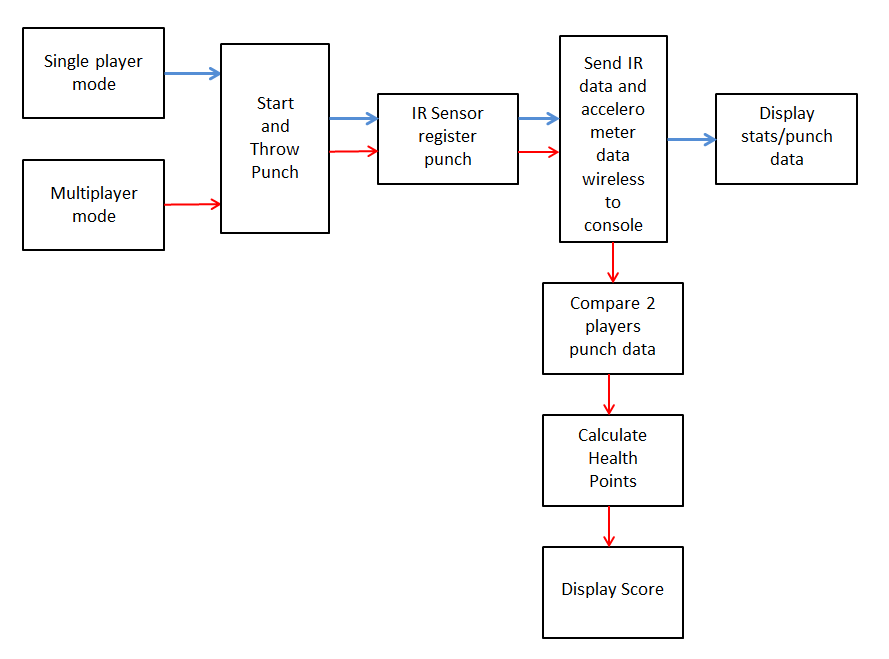 Single player
mode
Multiplayer
mode
Start
and
Throw
Punch
IR Sensor
register
punch
Send IR
data and
accelero
meter
data
wireless
to
console
Display
stats/punch
data
Compare 2
players
punch data
Calculate
Health
Points
Display Score